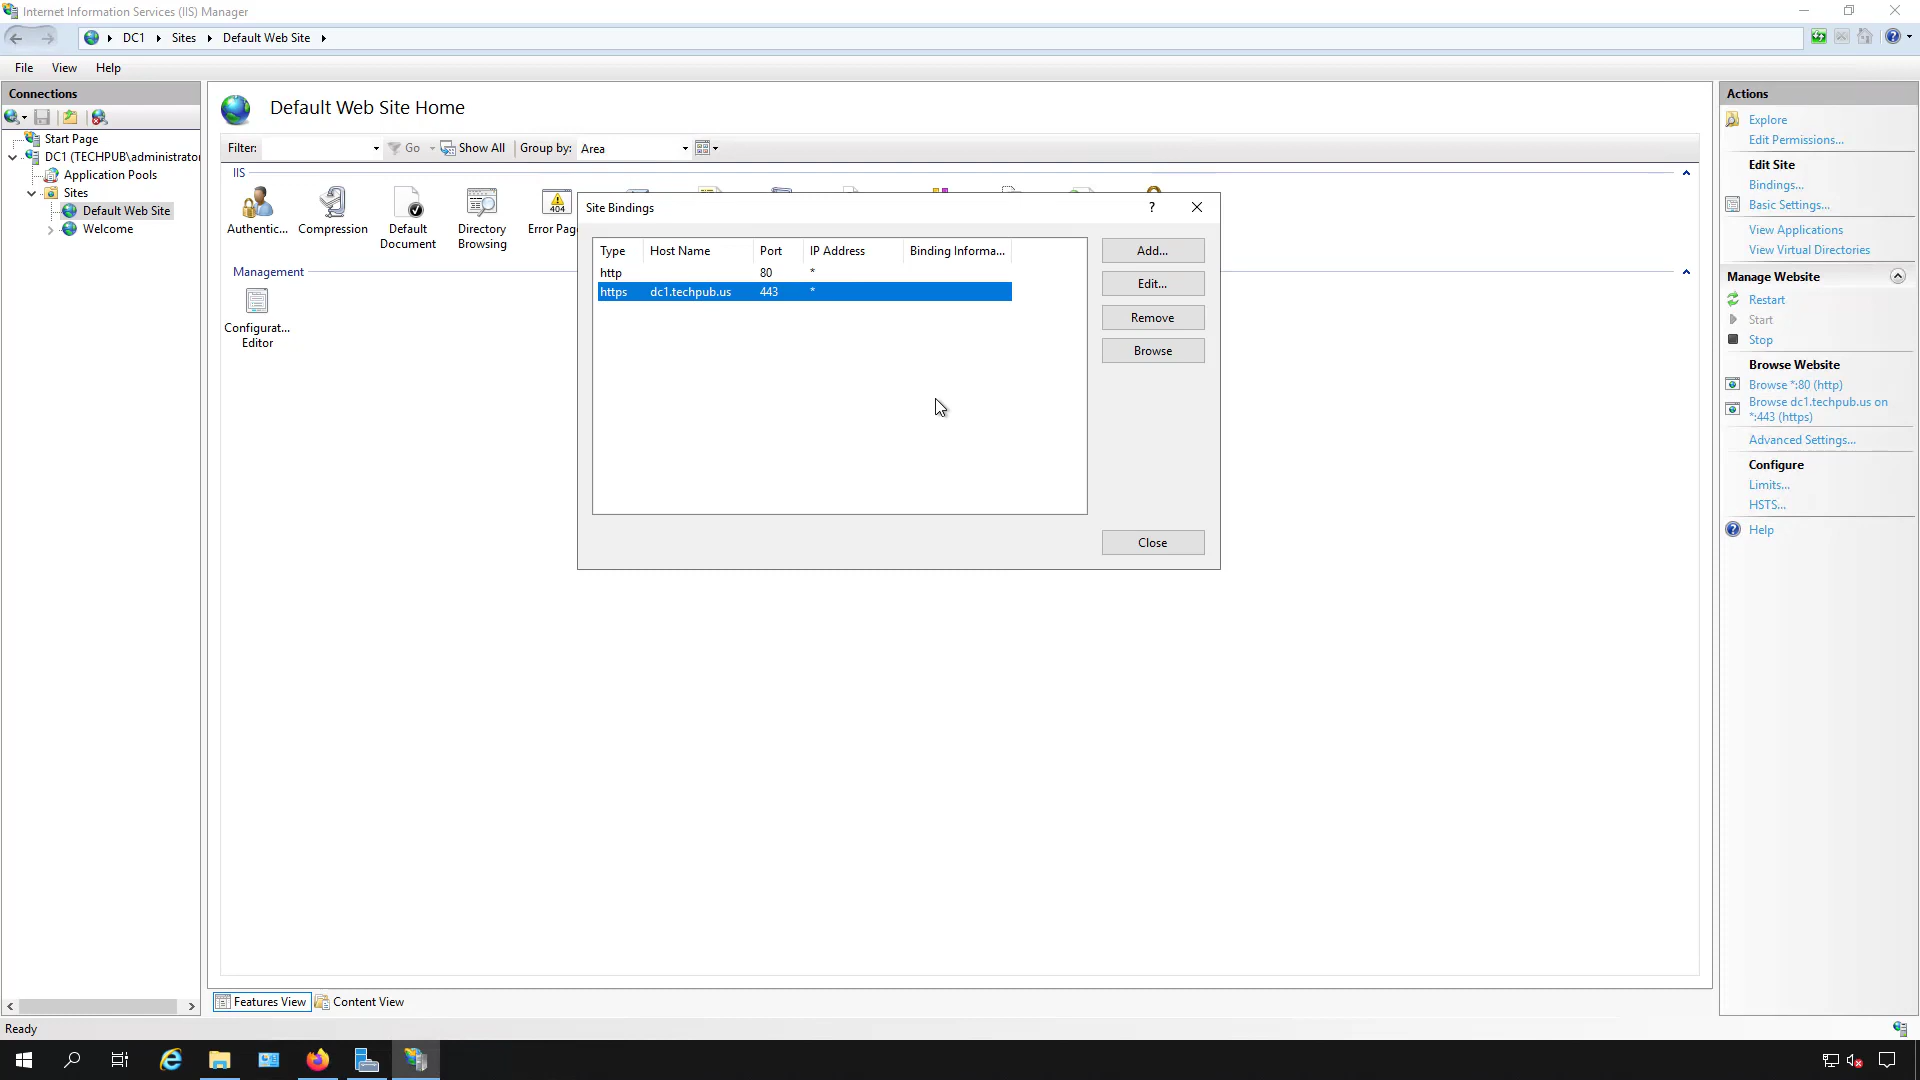 Internet Information Services (IIS) Manager
DC1
Sites
Default Web Site
File
View
Help
Connections
Start Page
DC1 (TECHPUB\administrator
Application Pools
Sites
Default Web Site
Welcome
Default Web Site Home
Filter:
Go
Show All
Group by:
Area
IIS
Authentic...
Compression
Default
Document
Directory
Browsing
404
Error Pag
Management
Configurat...
Editor
Site Bindings
?
Type
Host Name
Port
IP Address
Binding Informa...
http
80
*
https
dc1.techpub.us
443
*
Add...
Edit...
Remove
Browse
Close
Actions
Explore
Edit Permissions...
Edit Site
Bindings...
Basic Settings...
View Applications
View Virtual Directories
Manage Website
Restart
Start
Stop
Browse Website
Browse *:80 (http)
Browse dc1.techpub.us on
*:443 (https)
Advanced Settings...
Configure
Limits...
HSTS...
Help
Features View
Content View
Ready